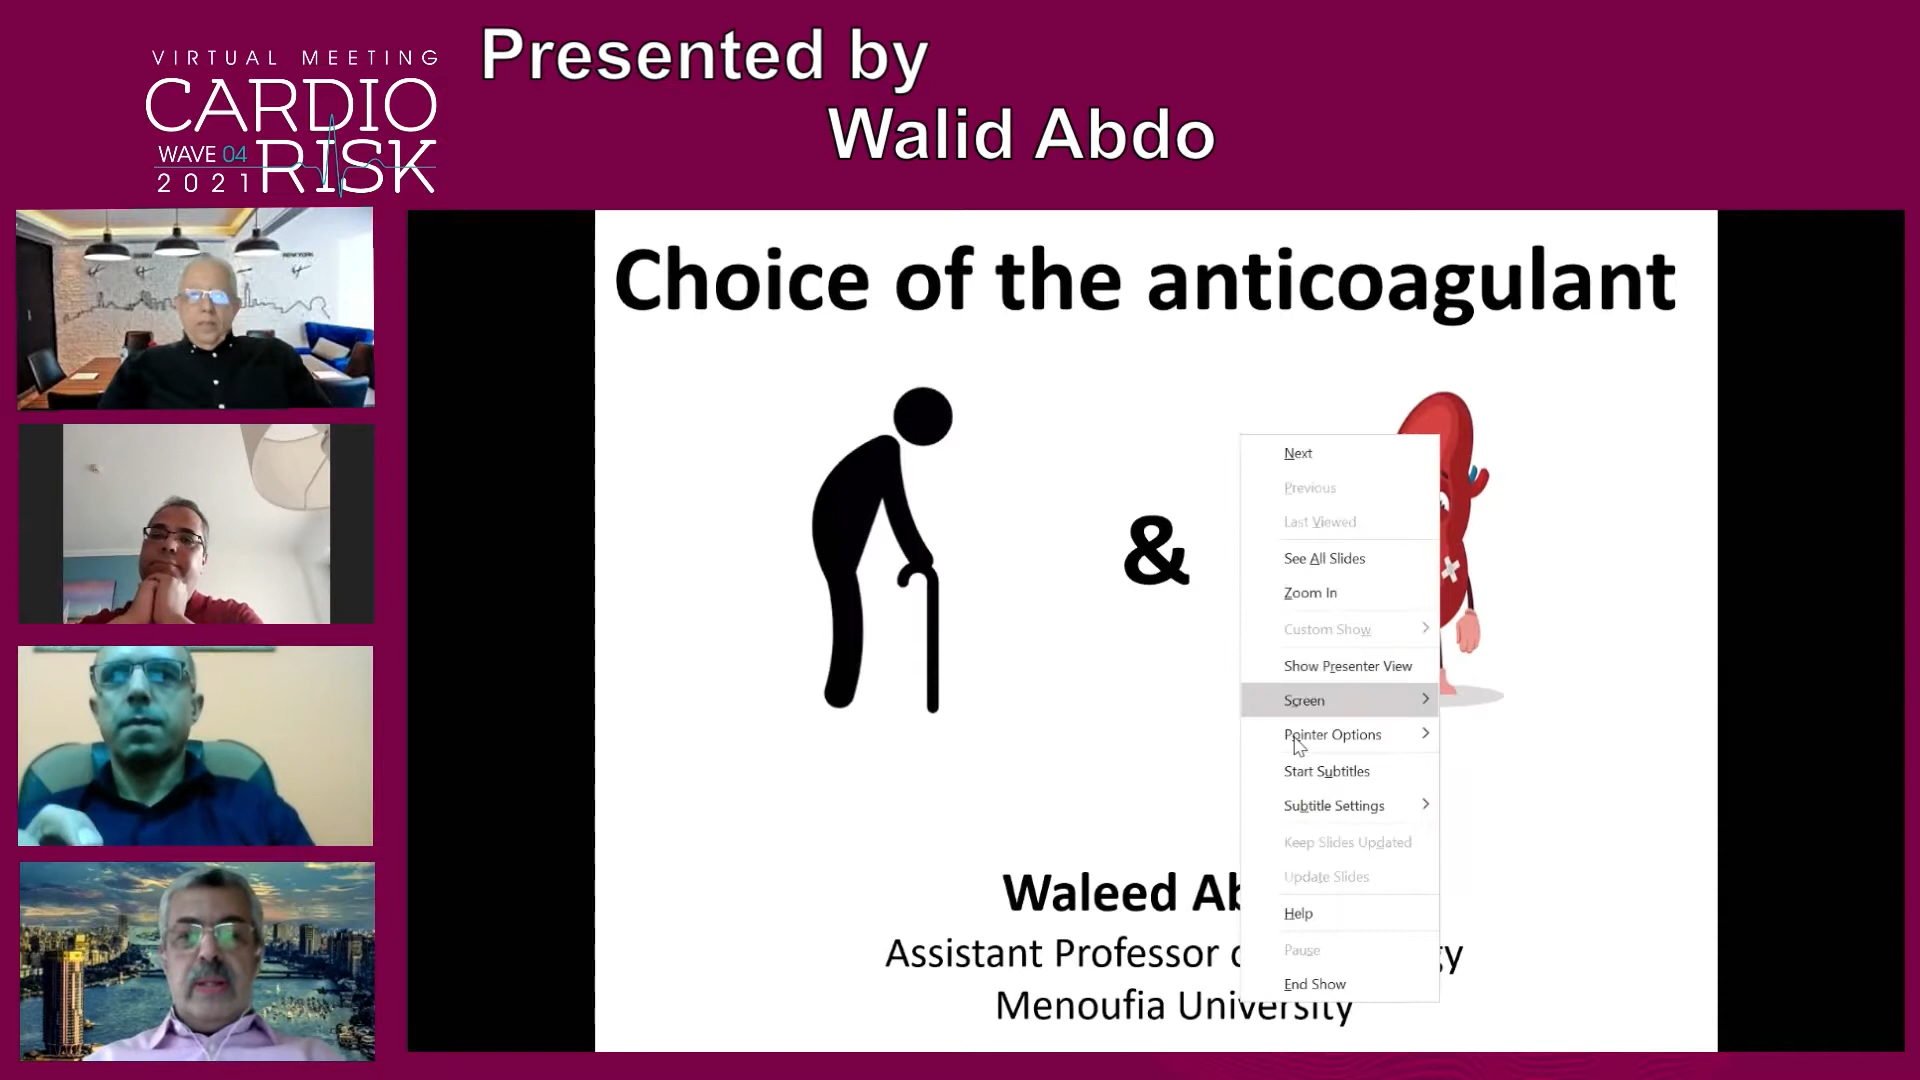 VIRTUAL MEETING
CARDIO
WAVE 04
RISK
2021
Presented by
Walid Abdo
Choice of the anticoagulant
&
Next
Previous
Last Viewed
See All Slides
Zoom In
Custom Show
Show Presenter View
Screen
Pointer Options
Start Subtitles
Subtitle Settings
Keep Slides Updated
Update Slides
Help
Pause
End Show
Waleed
Assistant Professor
Menoufia University